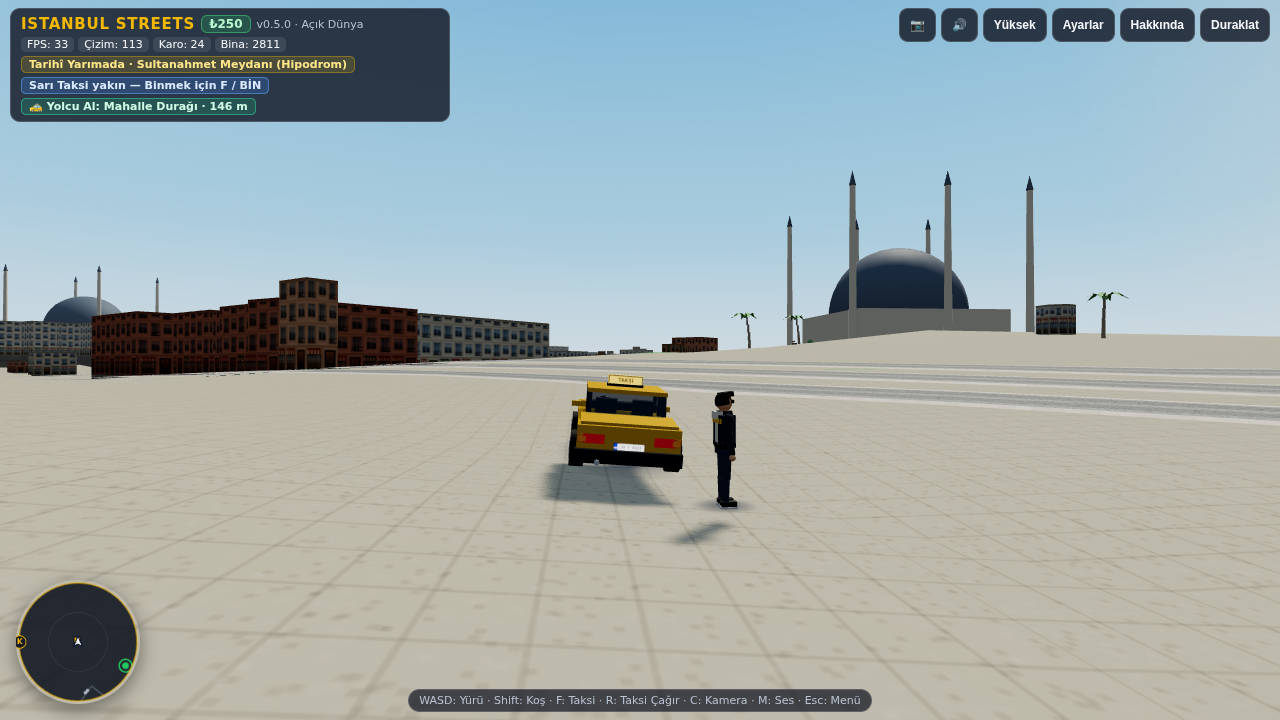 ISTANBUL STREETS ₺250 v0.5.0 · Açık Dünya
FPS: 33 Çizim: 113 Karo: 24 Bina: 2811
Tarihî Yarımada · Sultanahmet Meydanı (Hipodrom)
Sarı Taksi yakın — Binmek için F / BİN
🚕 Yolcu Al: Mahalle Durağı · 146 m
Yüksek
Ayarlar
Hakkında
Duraklat
TAKSİ
K
WASD: Yürü · Shift: Koş · F: Taksi · R: Taksi Çağır · C: Kamera · M: Ses · Esc: Menü